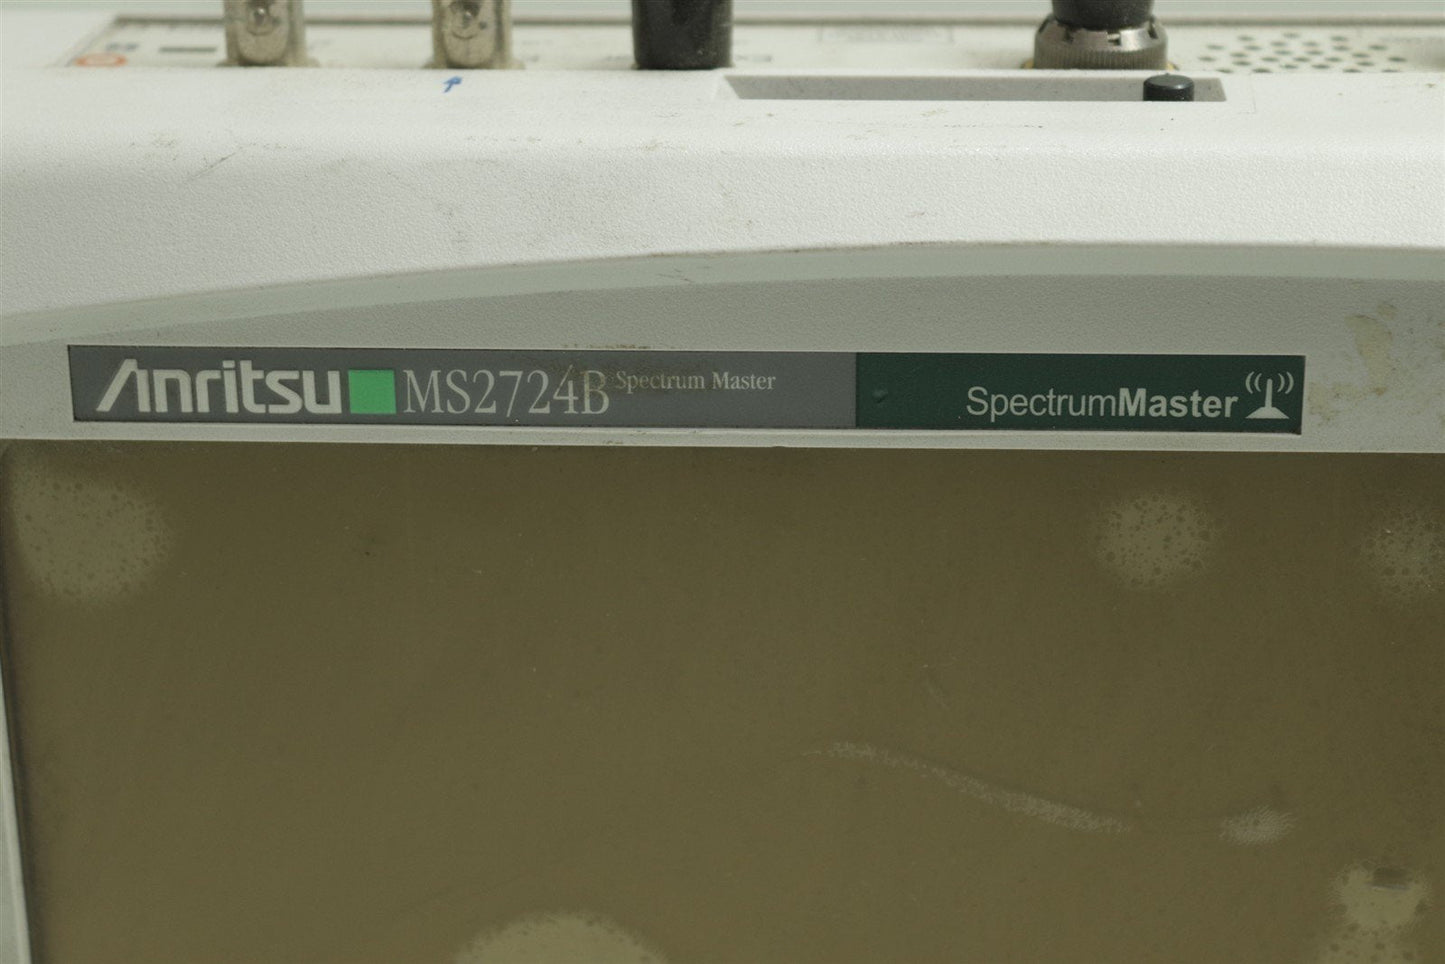 Anritsu MS2724B Spectrum Master
SpectrumMaster